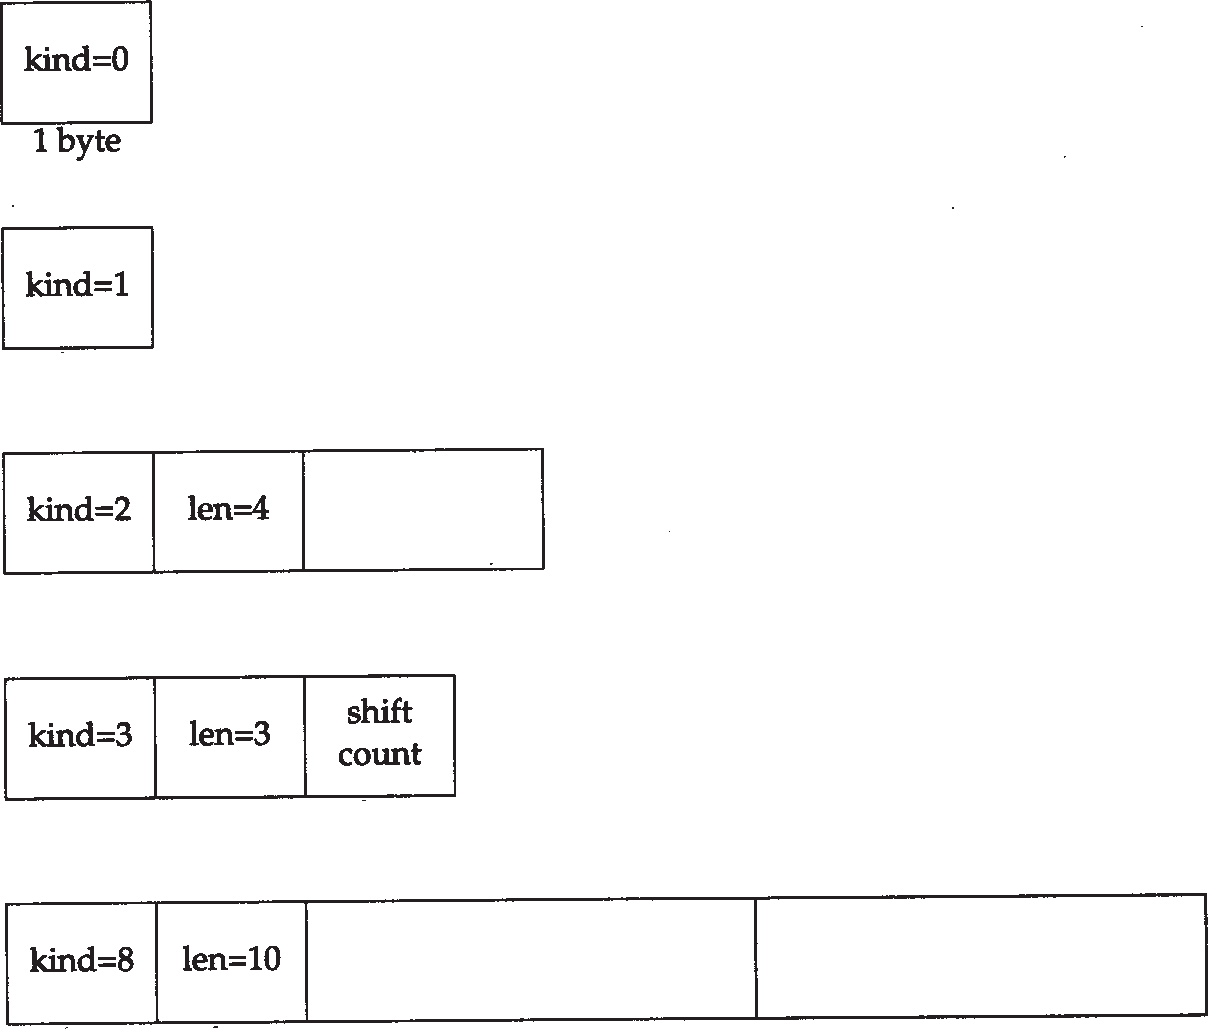 kind=0
1 byte
kind=1
kind=2 len=4
kind=3 len=3 shift
count
kind=8 len=10